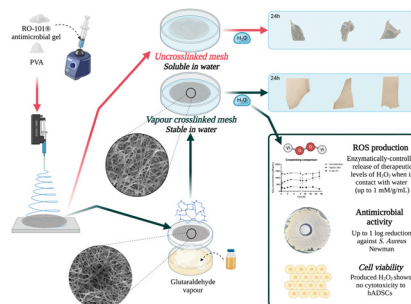 RO-101® antimicrobial gel
PVA
Uncrosslinked mesh
Soluble in water
H₂O
24h
Vapour crosslinked mesh
Stable in water
H₂O
24h
Glutaraldehyde
vapour
ROS production
Enzymatically-controlled
release of therapeutic
levels of H₂O₂ when in
contact with water
(up to 1 mM/g/mL)
Antimicrobial
activity
Up to 1 log reduction
against S. Aureus
Newman
Cell viability
Produced H₂O₂ shows
no cytotoxicity to
hADSCs